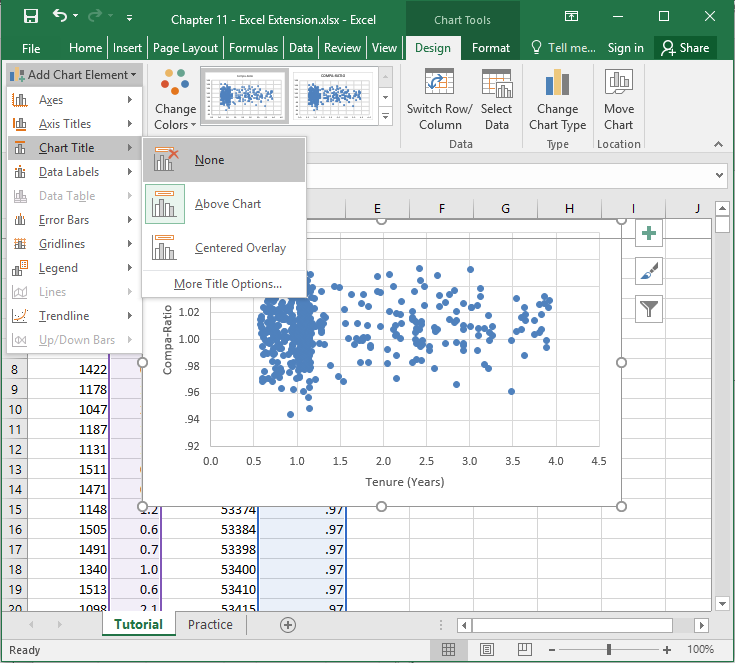 Chapter 11 - Excel Extension.xlsx - Excel
Chart Tools
File Home Insert Page Layout Formulas Data Review View Design Format Tell me... Sign in Share
Add Chart Element
Axes
Axis Titles
Chart Title
Data Labels
Data Table
Error Bars
Gridlines
Legend
Lines
Trendline
Up/Down Bars
Change
Colors
COMPA-RATIO
Switch Row/
Column
Select
Data
Data
Change
Chart Type
Type
Move
Chart
Location
None
Above Chart
Centered Overlay
More Title Options...
E F G H I J
1.02
1.00
.98
.96
.94
.92
Compa-Ratio
0.0 0.5 1.0 1.5 2.0 2.5 3.0 3.5 4.0 4.5
Tenure (Years)
8 1422
9 1178
10 1047
11 1187
12 1131
13 1511
14 1471
15 1148 1.2 53374 .97
16 1505 0.6 53384 .97
17 1491 0.7 53398 .97
18 1340 1.0 53400 .97
19 1513 0.6 53410 .97
20 1098 2.1 53415 .97
Tutorial Practice
Ready
100%